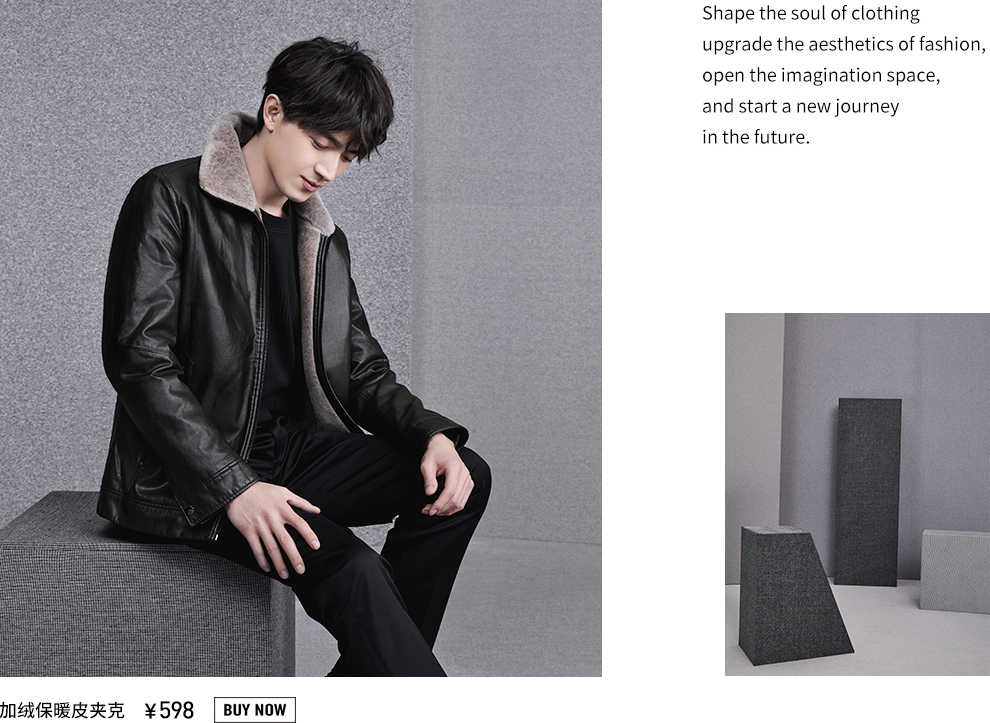 Shape the soul of clothing
upgrade the aesthetics of fashion,
open the imagination space,
and start a new journey
in the future.
加绒保暖皮夹克 ¥598 BUY NOW